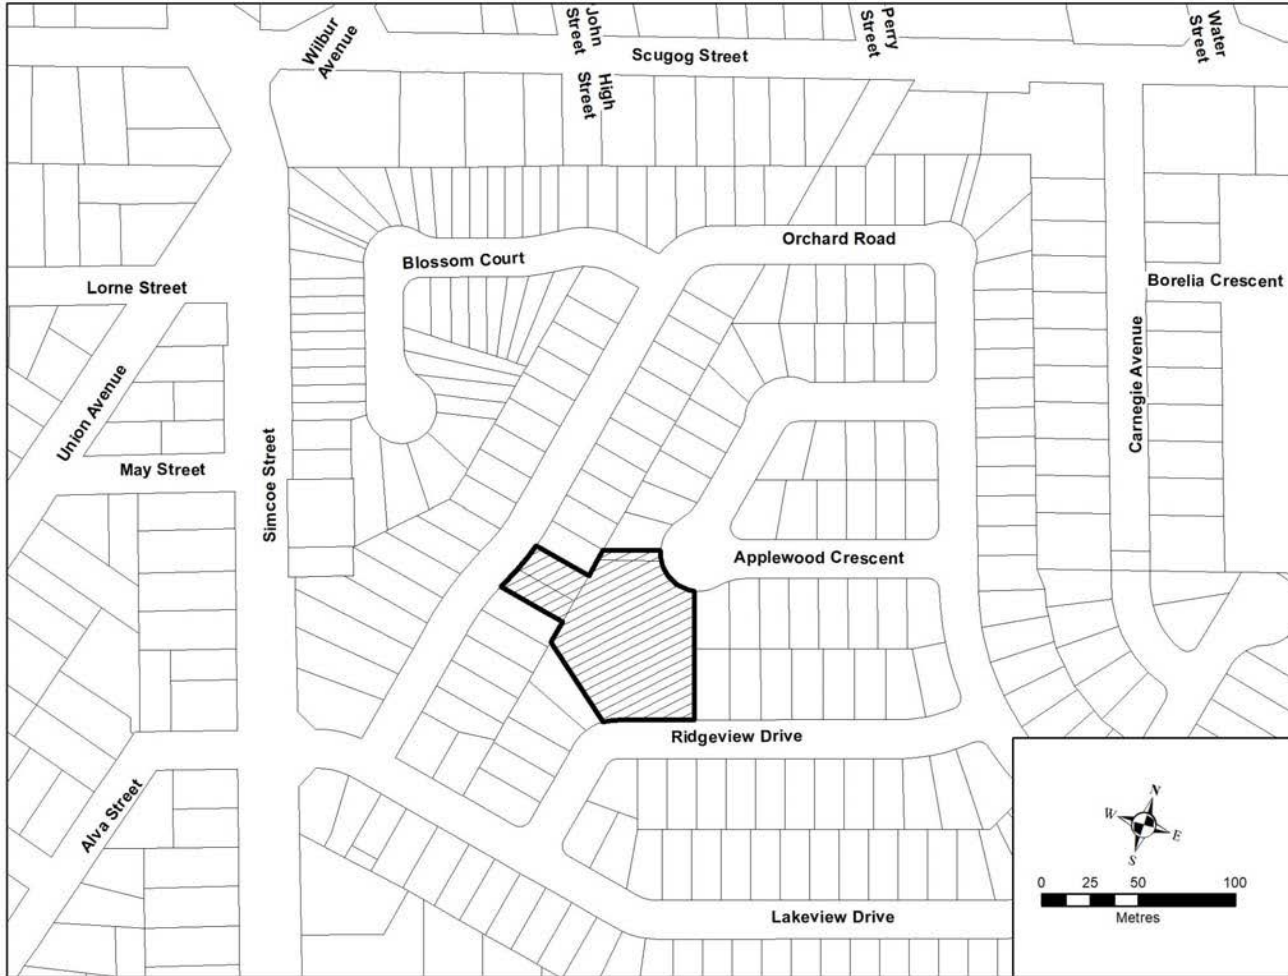 Wilbur
Avenue
John
Street
High
Street
Scugog Street
Perry
Street
Water
Street
Orchard Road
Blossom Court
Lorne Street
Borelia Crescent
Union Avenue
Carnegie Avenue
May Street
Simcoe Street
Applewood Crescent
Ridgeview Drive
Alva Street
Lakeview Drive
N
W
E
S
0 25 50 100
Metres